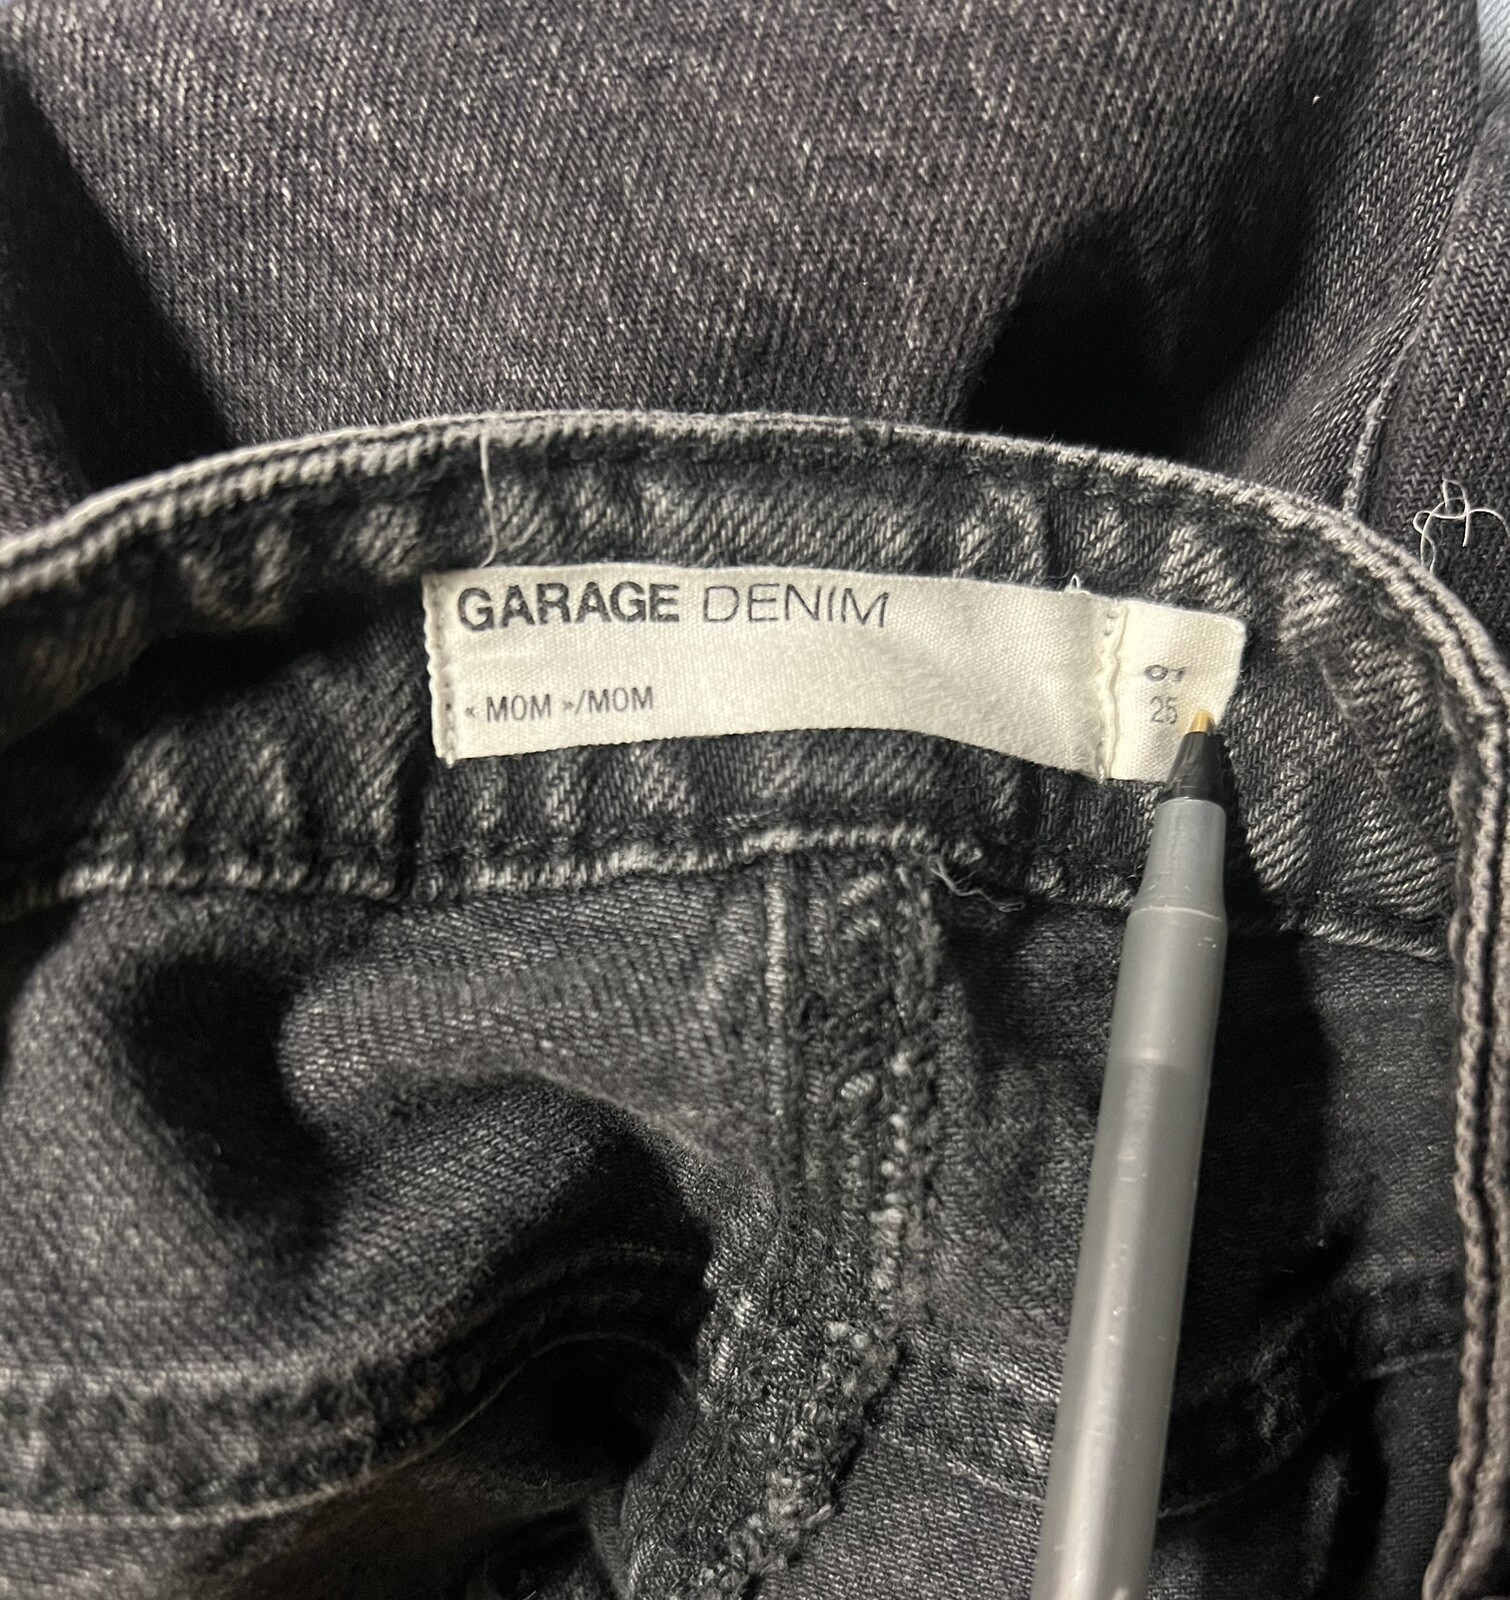 GARAGE DENIM
« MOM »/MOM
01
25